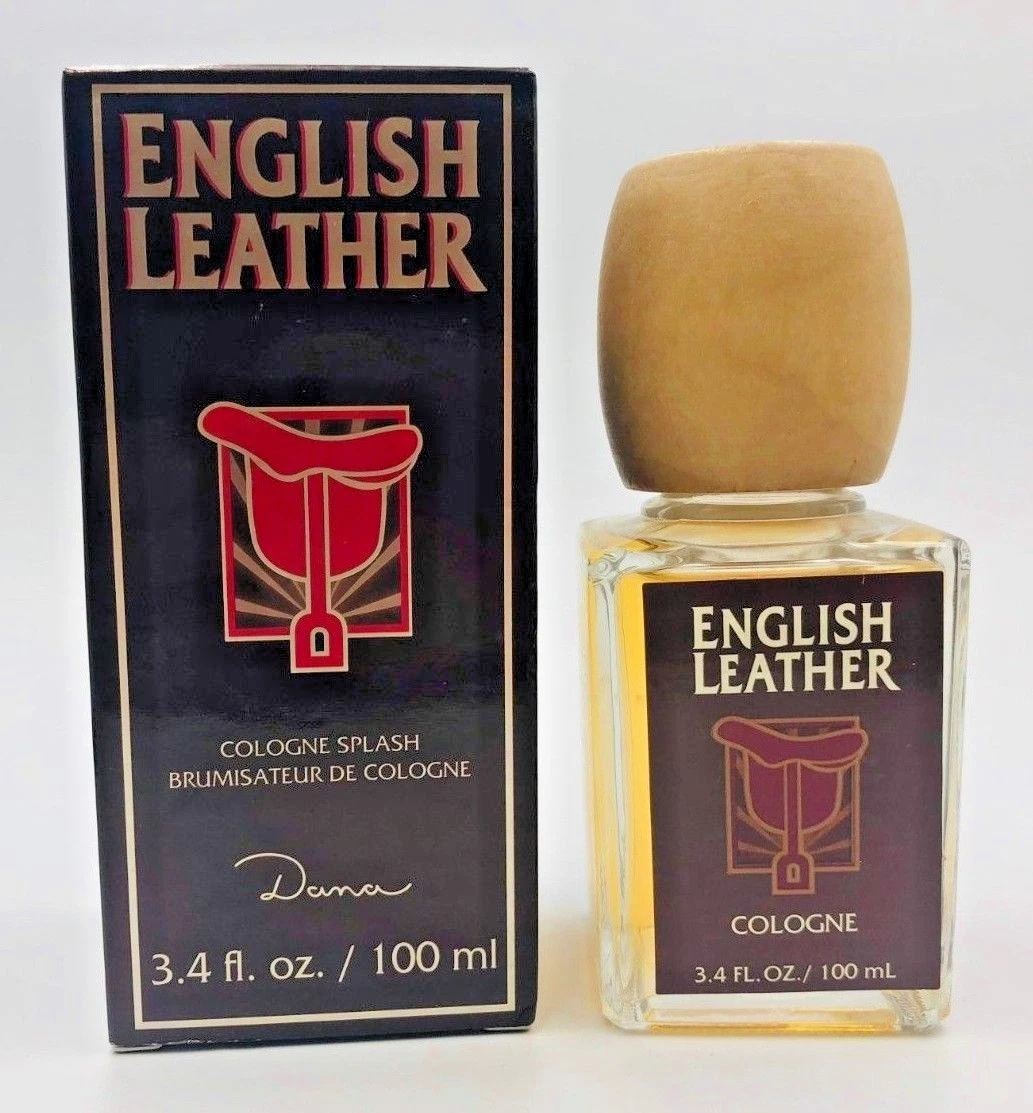 ENGLISH
LEATHER
COLOGNE SPLASH
BRUMISATEUR DE COLOGNE
Dana
3.4 fl. oz. / 100 ml
ENGLISH
LEATHER
COLOGNE
3.4 FL. OZ. / 100 mL